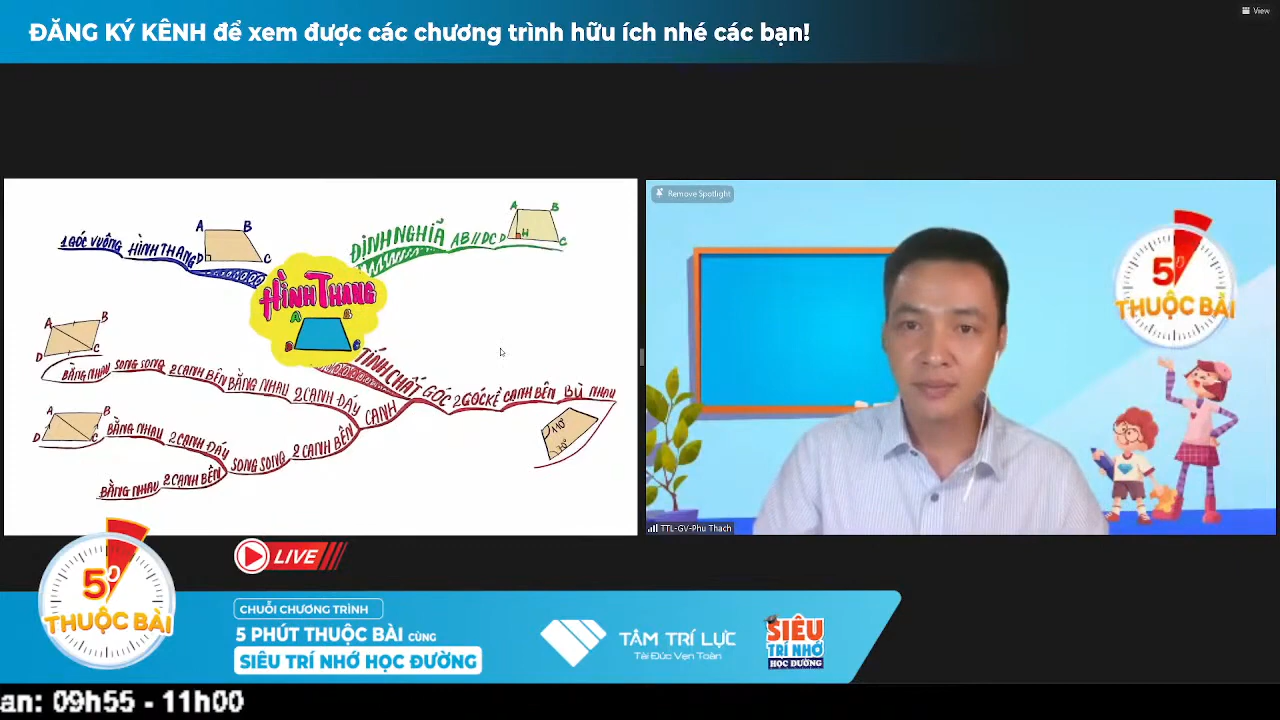 ĐĂNG KÝ KÊNH để xem được các chương trình hữu ích nhé các bạn!
View
Remove Spotlight
A B
D C
1 GÓC VUÔNG HÌNH THANG
ĐỊNH NGHĨA AB // DC
A B
D H C
HÌNH THANG
A B
A B
D C
BẰNG NHAU SONG SONG 2 CẠNH BÊN BẰNG NHAU 2 CẠNH ĐÁY CẠNH
TÍNH CHẤT GÓC 2 GÓC KỀ CẠNH BÊN BÙ NHAU
110°
70°
A B
D C
BẰNG NHAU 2 CẠNH ĐÁY SONG SONG 2 CẠNH BÊN
BẰNG NHAU 2 CẠNH BÊN
5'
THUỘC BÀI
TTL-GV-Phu Thach
LIVE
5'
THUỘC BÀI
CHUỖI CHƯƠNG TRÌNH
5 PHÚT THUỘC BÀI CÙNG
SIÊU TRÍ NHỚ HỌC ĐƯỜNG
TÂM TRÍ LỰC
Tài Đức Vẹn Toàn
SIÊU
TRÍ NHỚ
HỌC ĐƯỜNG
an: 09h55 - 11h00